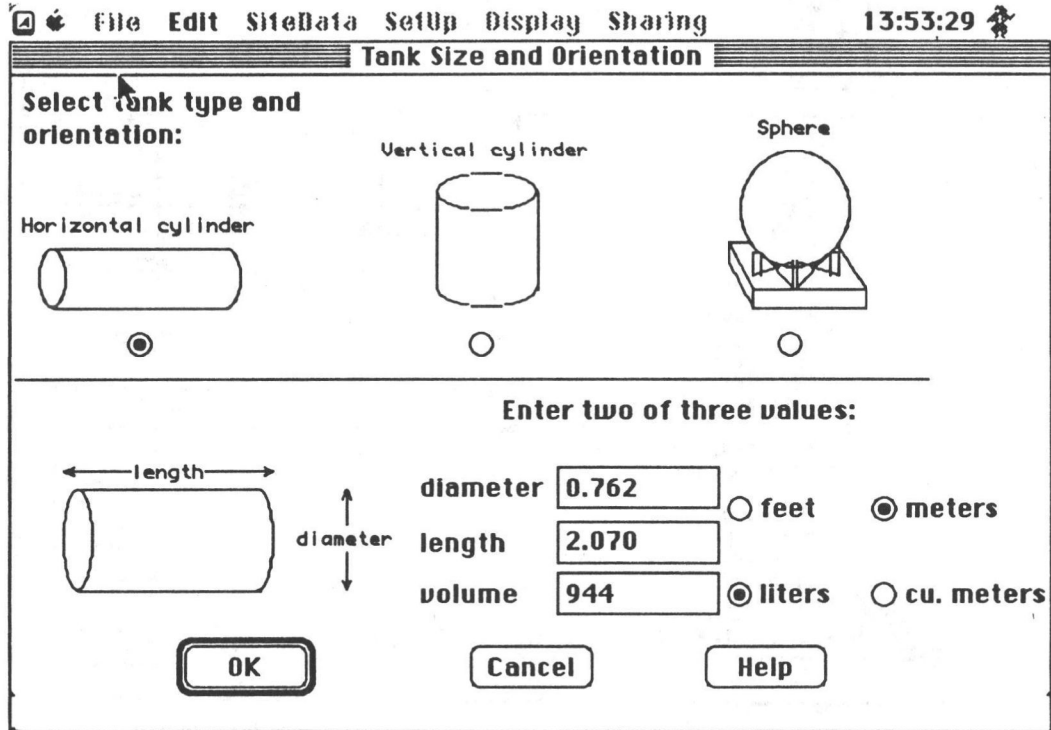 File Edit SiteData SetUp Display Sharing 13:53:29
Tank Size and Orientation
Select Tank type and
orientation:
Horizontal cylinder
Vertical cylinder
Sphere
Enter two of three values:
length
diameter
diameter 0.762
feet meters
length 2.070
volume 944 liters cu. meters
OK Cancel Help